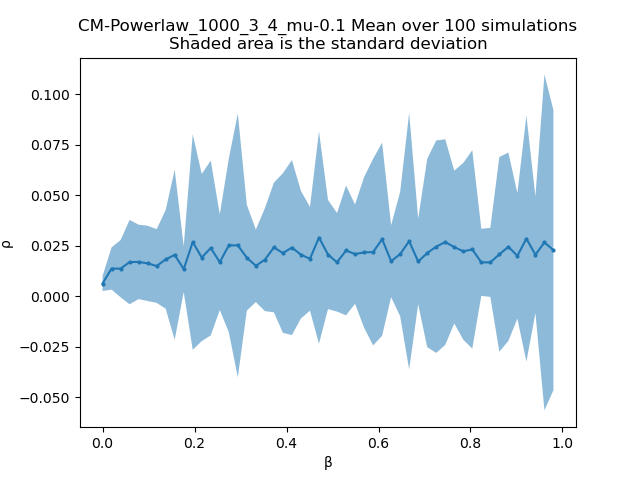 CM-Powerlaw_1000_3_4_mu-0.1 Mean over 100 simulations
Shaded area is the standard deviation
0.100
0.075
0.050
0.025
0.000
−0.025
−0.050
ρ
0.0 0.2 0.4 0.6 0.8 1.0
β